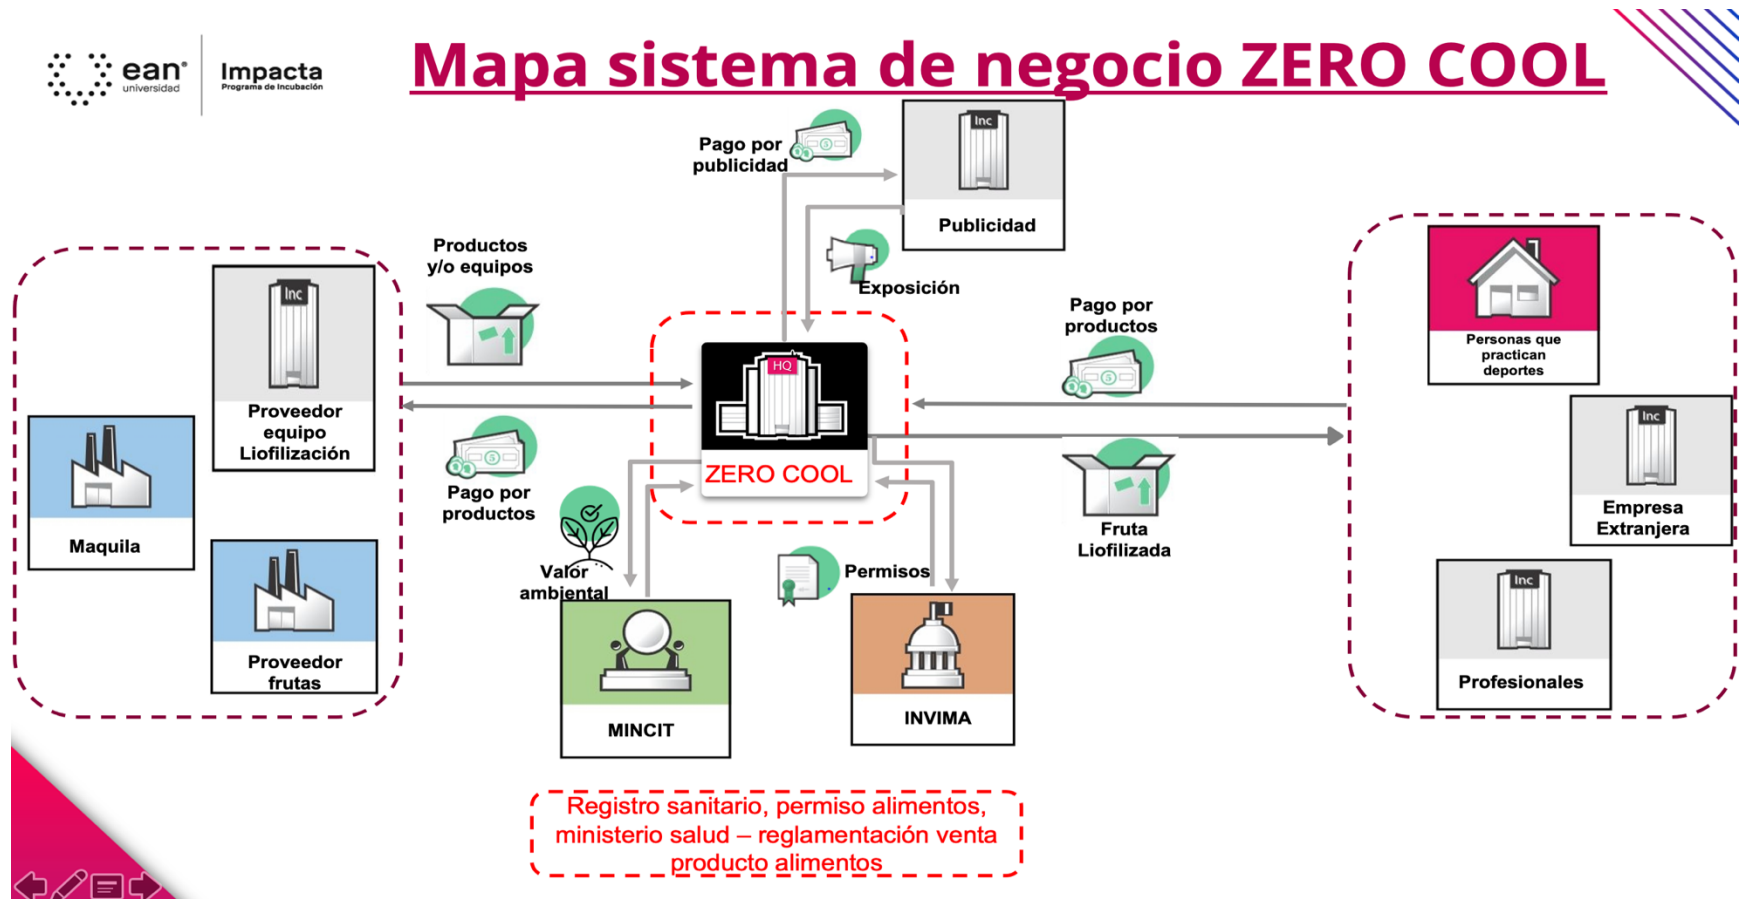 ean®
universidad
Impacta
Programa de Incubación
Mapa sistema de negocio ZERO COOL
Pago por
publicidad
Inc
Publicidad
Exposición
Productos
y/o equipos
Inc
Proveedor
equipo
Liofilización
Maquila
Proveedor
frutas
Pago por
productos
HQ
ZERO COOL
Pago por
productos
Fruta
Liofilizada
Personas que
practican
deportes
Inc
Empresa
Extranjera
Inc
Profesionales
Valor
ambiental
MINCIT
Permisos
INVIMA
Registro sanitario, permiso alimentos,
ministerio salud – reglamentación venta
producto alimentos